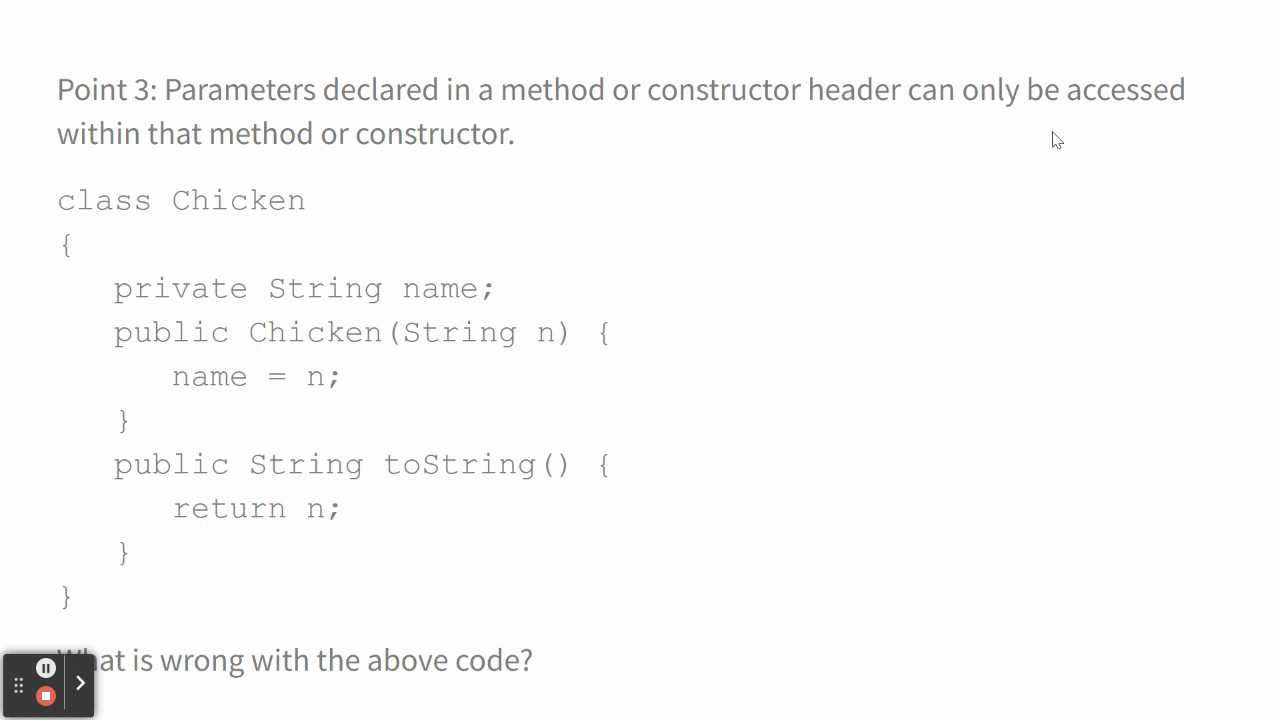 Point 3: Parameters declared in a method or constructor header can only be accessed
within that method or constructor.
class Chicken
{
private String name;
public Chicken(String n) {
name = n;
}
public String toString() {
return n;
}
}
What is wrong with the above code?